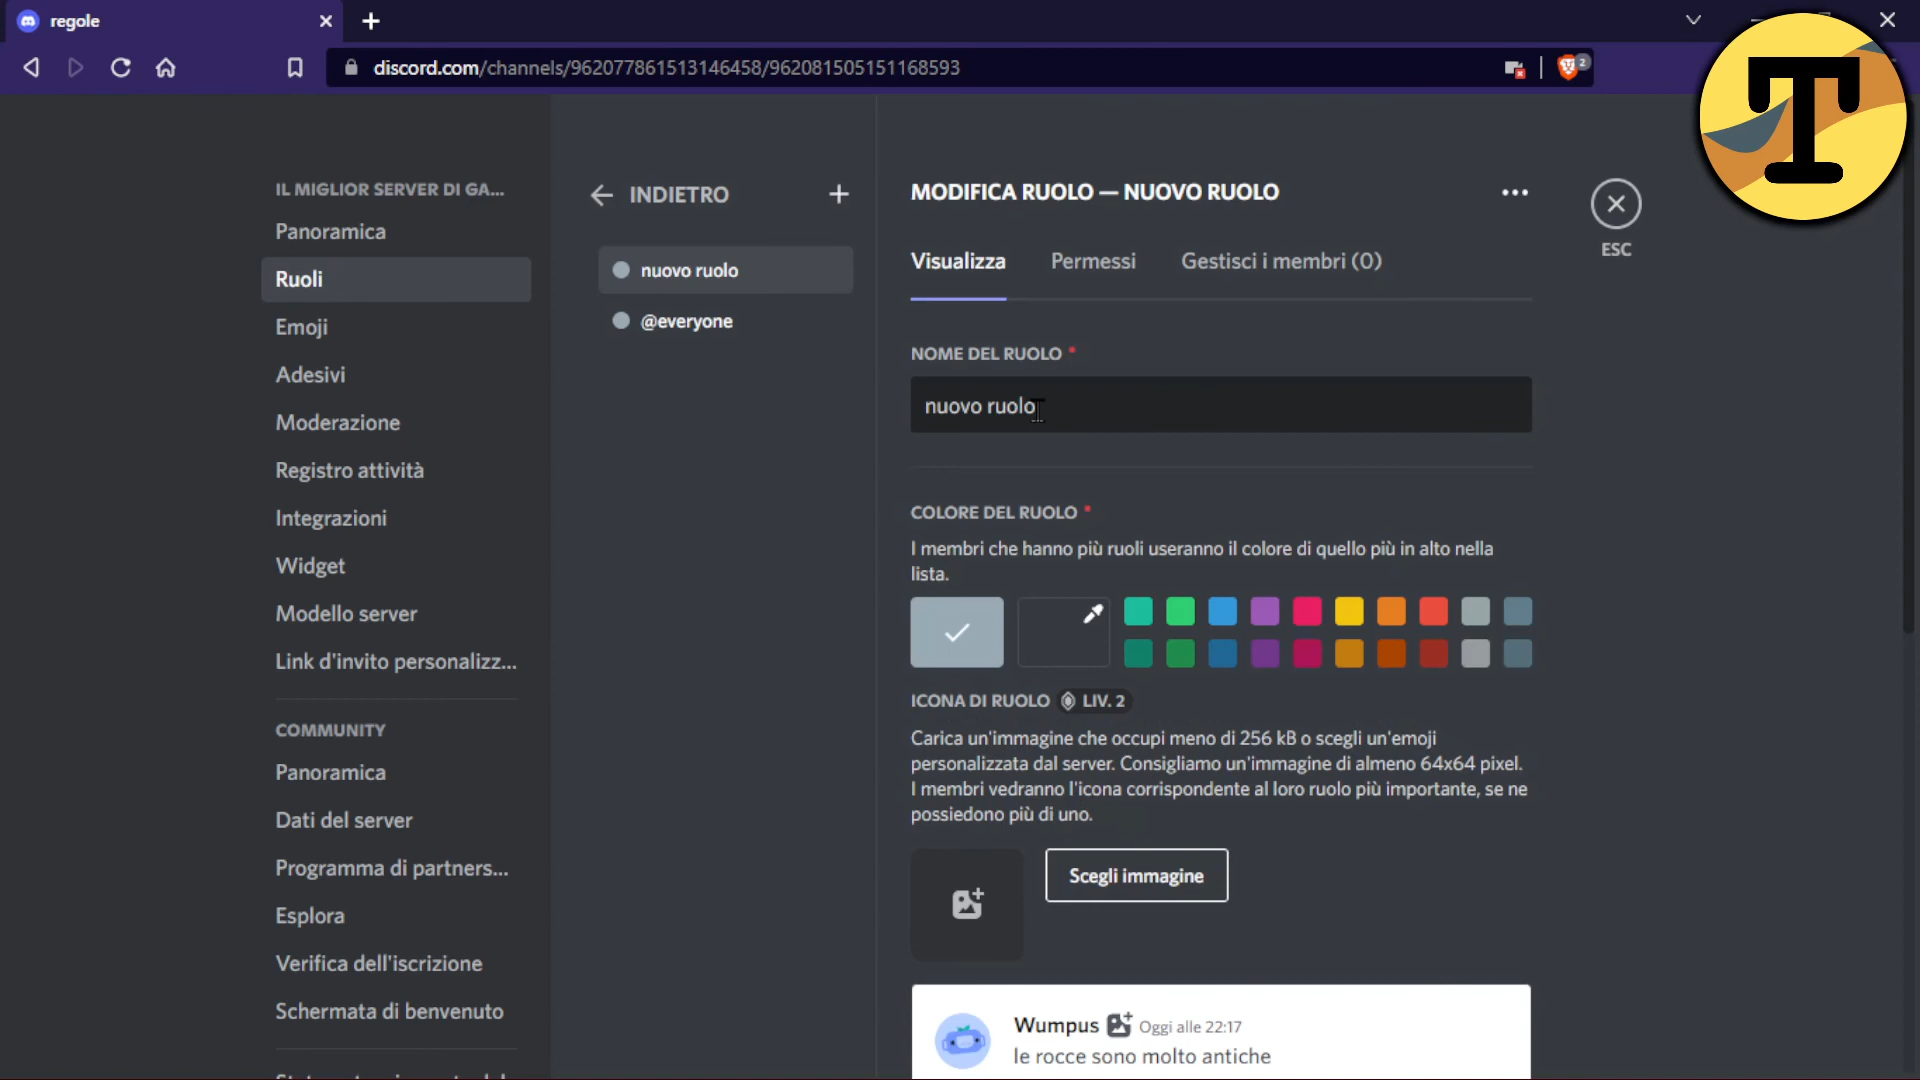 regole
discord.com/channels/962077861513146458/962081505151168593
2
T
IL MIGLIOR SERVER DI GA...
Panoramica
Ruoli
Emoji
Adesivi
Moderazione
Registro attività
Integrazioni
Widget
Modello server
Link d'invito personalizz...
COMMUNITY
Panoramica
Dati del server
Programma di partners...
Esplora
Verifica dell'iscrizione
Schermata di benvenuto
INDIETRO
nuovo ruolo
@everyone
MODIFICA RUOLO — NUOVO RUOLO
ESC
Visualizza Permessi Gestisci i membri (0)
NOME DEL RUOLO *
nuovo ruolo
COLORE DEL RUOLO *
I membri che hanno più ruoli useranno il colore di quello più in alto nella
lista.
ICONA DI RUOLO LIV. 2
Carica un'immagine che occupi meno di 256 kB o scegli un'emoji
personalizzata dal server. Consigliamo un'immagine di almeno 64x64 pixel.
I membri vedranno l'icona corrispondente al loro ruolo più importante, se ne
possiedono più di uno.
Scegli immagine
Wumpus Oggi alle 22:17
le rocce sono molto antiche